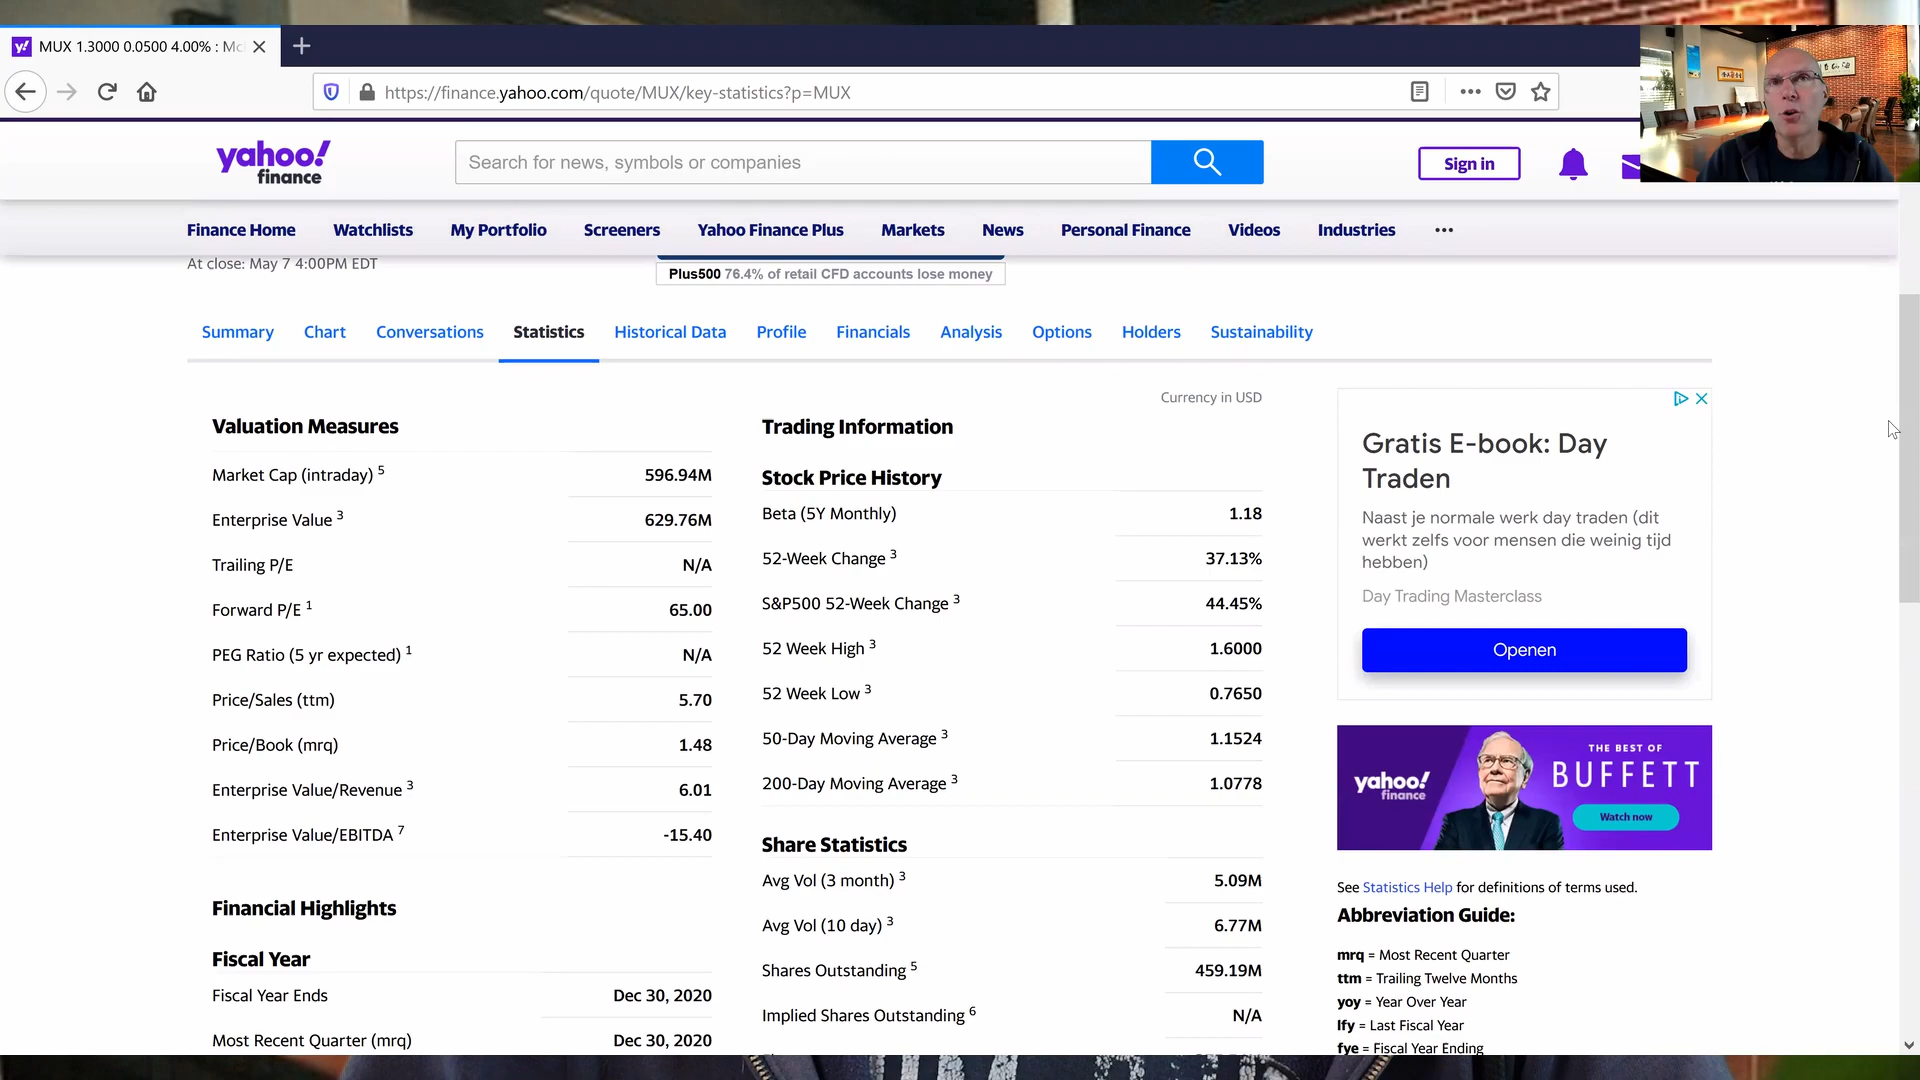 MUX 1.3000 0.0500 4.00% : Mc
https://finance.yahoo.com/quote/MUX/key-statistics?p=MUX
yahoo!
finance
Search for news, symbols or companies
Sign in
Finance Home Watchlists My Portfolio Screeners Yahoo Finance Plus Markets News Personal Finance Videos Industries
At close: May 7 4:00PM EDT
Plus500 76.4% of retail CFD accounts lose money
Summary Chart Conversations Statistics Historical Data Profile Financials Analysis Options Holders Sustainability
Currency in USD
Valuation Measures
Market Cap (intraday) 5 596.94M
Enterprise Value 3 629.76M
Trailing P/E N/A
Forward P/E 1 65.00
PEG Ratio (5 yr expected) 1 N/A
Price/Sales (ttm) 5.70
Price/Book (mrq) 1.48
Enterprise Value/Revenue 3 6.01
Enterprise Value/EBITDA 7 -15.40
Financial Highlights
Fiscal Year
Fiscal Year Ends Dec 30, 2020
Most Recent Quarter (mrq) Dec 30, 2020
Trading Information
Stock Price History
Beta (5Y Monthly) 1.18
52-Week Change 3 37.13%
S&P500 52-Week Change 3 44.45%
52 Week High 3 1.6000
52 Week Low 3 0.7650
50-Day Moving Average 3 1.1524
200-Day Moving Average 3 1.0778
Share Statistics
Avg Vol (3 month) 3 5.09M
Avg Vol (10 day) 3 6.77M
Shares Outstanding 5 459.19M
Implied Shares Outstanding 6 N/A
Gratis E-book: Day
Traden
Naast je normale werk day traden (dit
werkt zelfs voor mensen die weinig tijd
hebben)
Day Trading Masterclass
Openen
yahoo!
finance
THE BEST OF
BUFFETT
Watch now
See Statistics Help for definitions of terms used.
Abbreviation Guide:
mrq = Most Recent Quarter
ttm = Trailing Twelve Months
yoy = Year Over Year
lfy = Last Fiscal Year
fye = Fiscal Year Ending